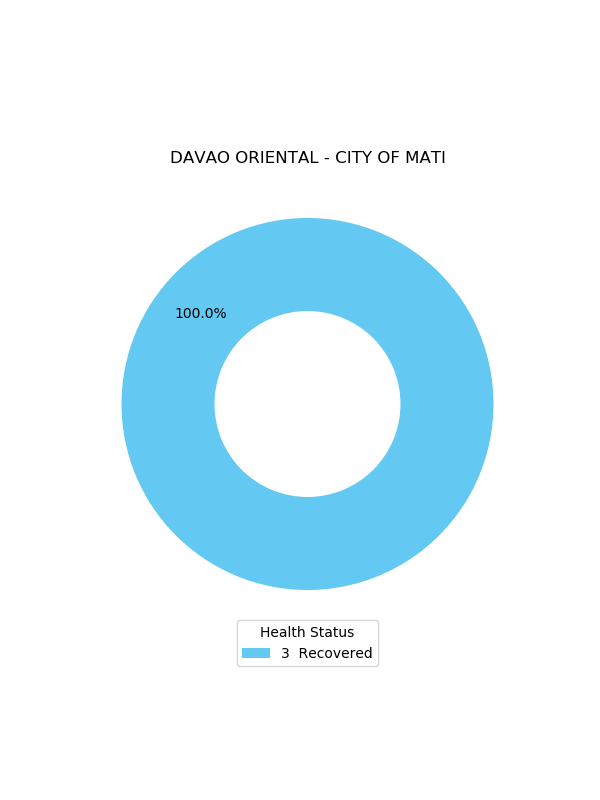 DAVAO ORIENTAL - CITY OF MATI
100.0%
Health Status
3  Recovered